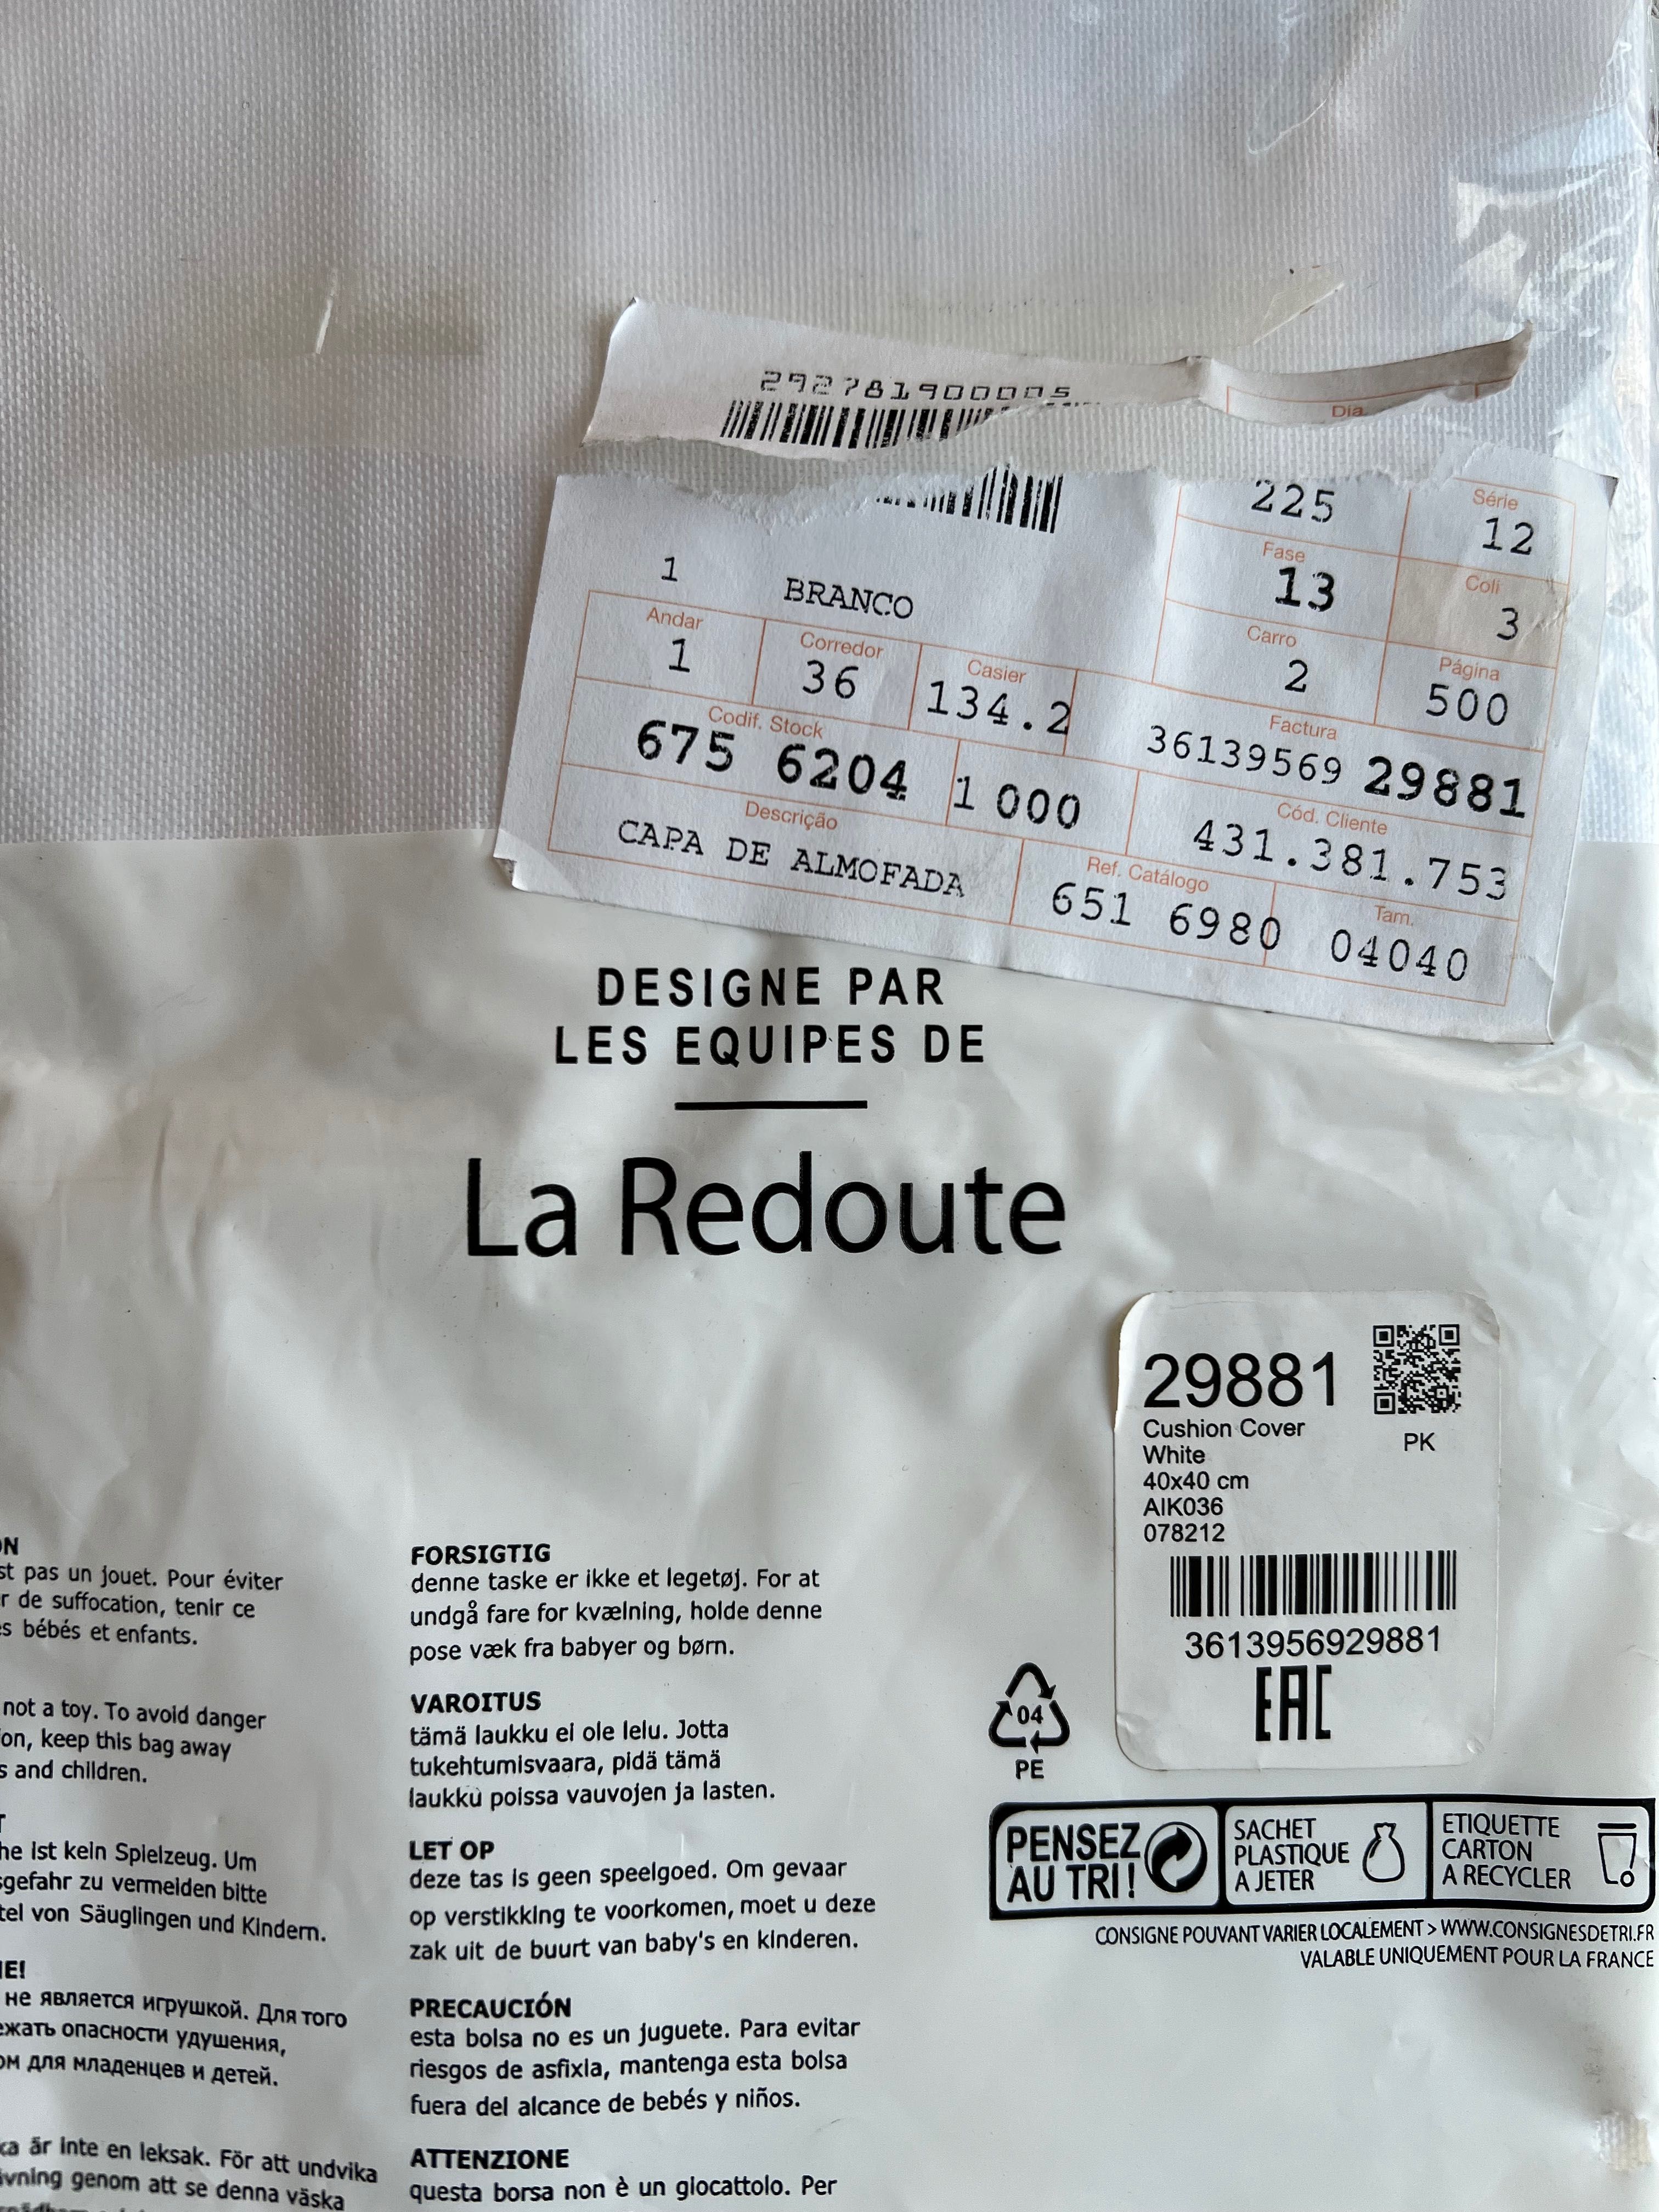 292781900005
Dia
225
Série
12
Fase
13
Coli
3
1 BRANCO
Andar
1
Corredor
36
Casier
134.2
Carro
2
Página
500
Codif. Stock
675 6204 1 000
Factura
36139569 29881
Descrição
CAPA DE ALMOFADA
Cód. Cliente
431.381.753
Ref. Catálogo
651 6980
Tam.
04040
DESIGNE PAR
LES EQUIPES DE
La Redoute
29881
Cushion Cover
White
40x40 cm
AIK036
078212
PK
3613956929881
EAC
st pas un jouet. Pour éviter
r de suffocation, tenir ce
s bébés et enfants.
not a toy. To avoid danger
on, keep this bag away
s and children.
he ist kein Spielzeug. Um
gefahr zu vermeiden bitte
tel von Säuglingen und Kindern.
E!
не является игрушкой. Для того
ежать опасности удушения,
ом для младенцев и детей.
ka är inte en leksak. För att undvika
vning genom att se denna väska
FORSIGTIG
denne taske er ikke et legetøj. For at
undgå fare for kvælning, holde denne
pose væk fra babyer og børn.
VAROITUS
tämä laukku ei ole lelu. Jotta
tukehtumisvaara, pidä tämä
laukku poissa vauvojen ja lasten.
LET OP
deze tas is geen speelgoed. Om gevaar
op verstikking te voorkomen, moet u deze
zak uit de buurt van baby's en kinderen.
PRECAUCIÓN
esta bolsa no es un juguete. Para evitar
riesgos de asfixia, mantenga esta bolsa
fuera del alcance de bebés y niños.
ATTENZIONE
questa borsa non è un giocattolo. Per
04
PE
PENSEZ
AU TRI !
SACHET
PLASTIQUE
A JETER
ETIQUETTE
CARTON
A RECYCLER
CONSIGNE POUVANT VARIER LOCALEMENT > WWW.CONSIGNESDETRI.FR
VALABLE UNIQUEMENT POUR LA FRANCE